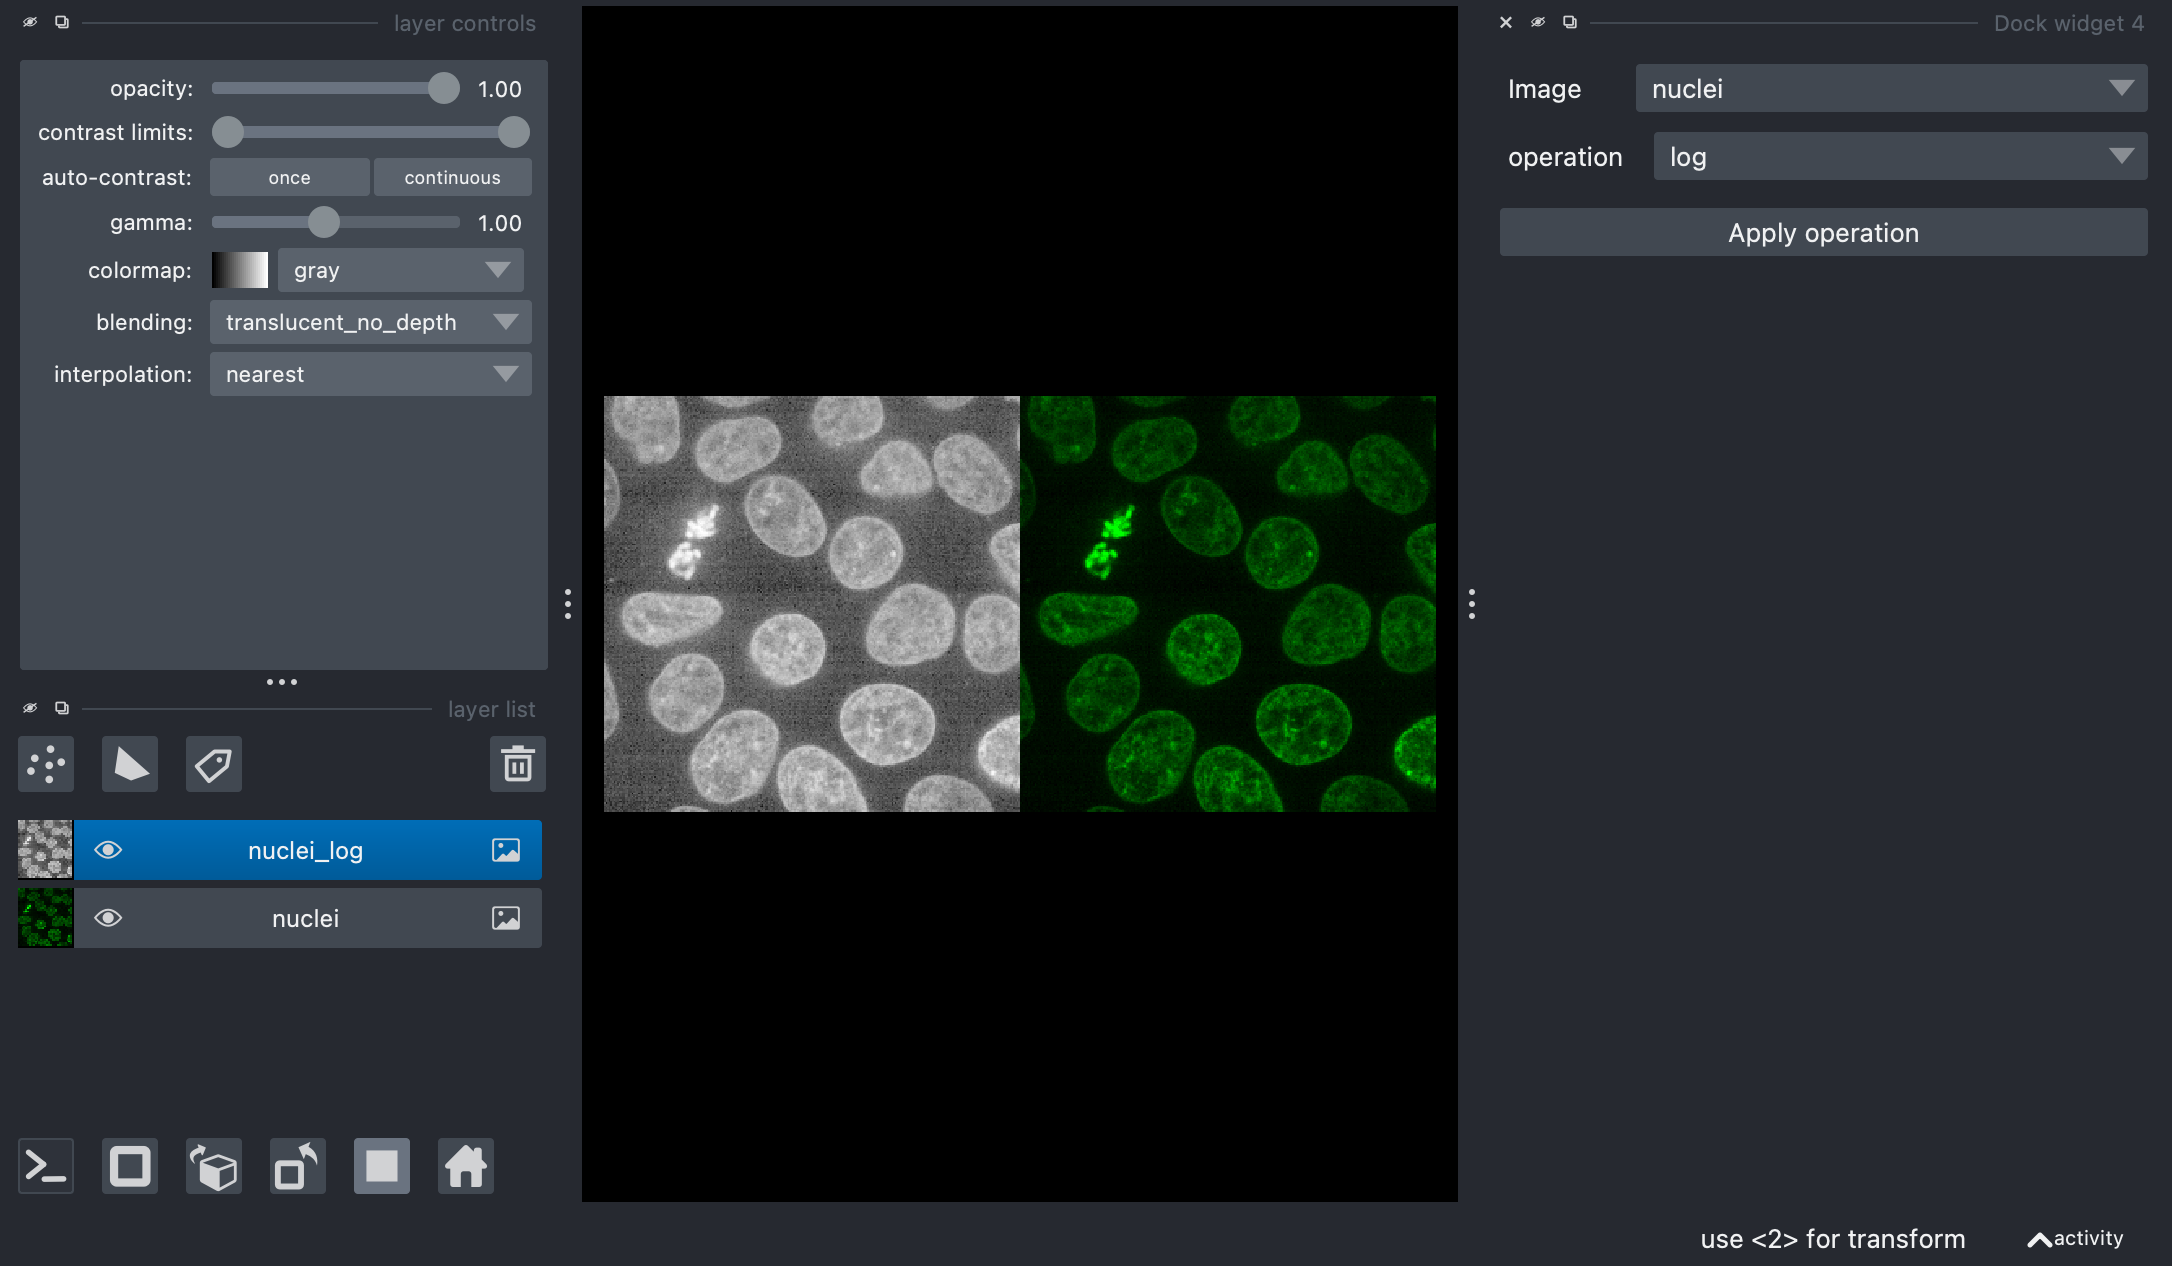 layer controls
opacity: 1.00
contrast limits:
auto-contrast: once continuous
gamma: 1.00
colormap: gray
blending: translucent_no_depth
interpolation: nearest
layer list
nuclei_log
nuclei
Dock widget 4
Image nuclei
operation log
Apply operation
use <2> for transform activity